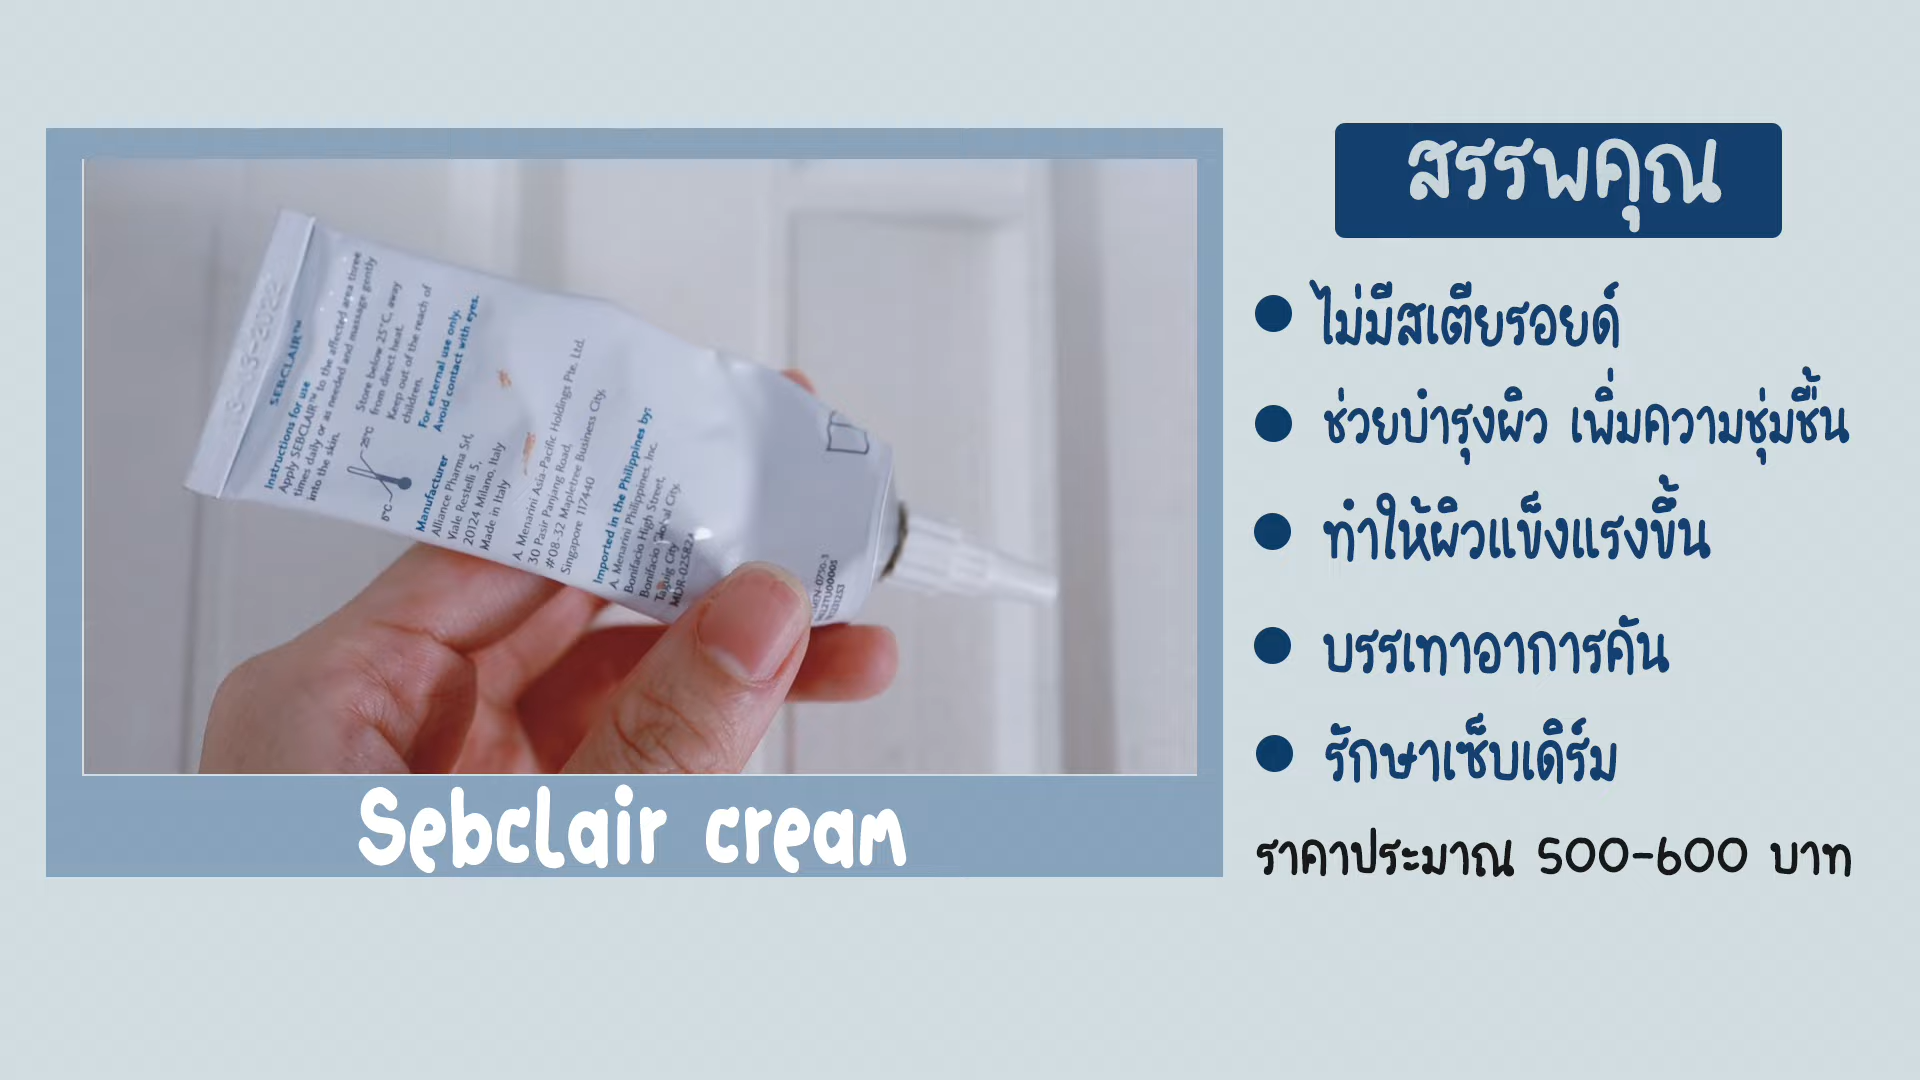 SEBCLAIR™
Instructions for use
Apply SEBCLAIR™ to the affected area three
times daily or as needed and massage gently
into the skin.
5°C
25°C
Store below 25°C, away
from direct heat.
Keep out of the reach of
children.
For external use only.
Avoid contact with eyes.
Manufacturer
Alliance Pharma Srl,
Viale Restelli 5,
20124 Milano, Italy
Made in Italy
A. Menarini Asia-Pacific Holdings Pte. Ltd.
30 Pasir Panjang Road,
#08-32 Mapletree Business City,
Singapore 117440
Imported in the Philippines by:
A. Menarini Philippines, Inc.
Bonifacio High Street,
Bonifacio Global City,
Taguig City
Sebclair cream
สรรพคุณ
ไม่มีสเตียรอยด์
ช่วยบำรุงผิว เพิ่มความชุ่มชื้น
ทำให้ผิวแข็งแรงขึ้น
บรรเทาอาการคัน
รักษาเซ็บเดิร์ม
ราคาประมาณ 500-600 บาท